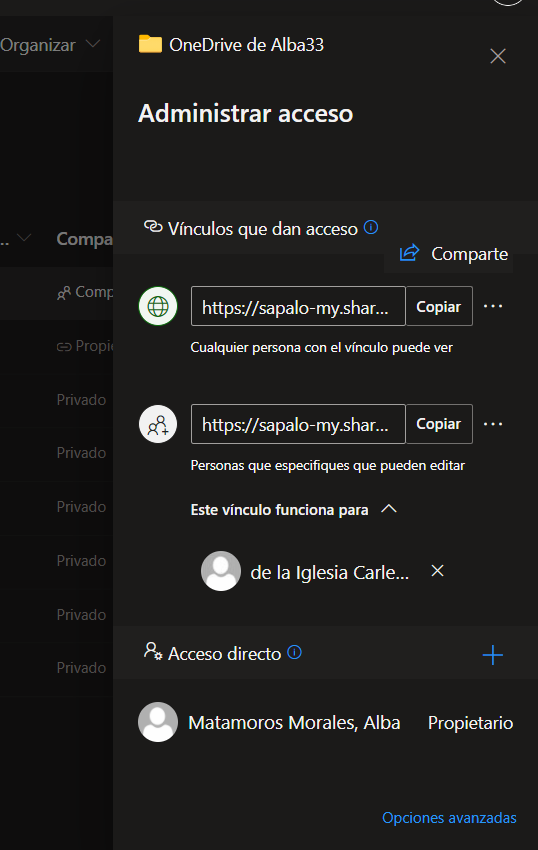 Organizar
OneDrive de Alba33
Administrar acceso
Vínculos que dan acceso
Comparte
Compa
Comp
https://sapalo-my.shar...
Copiar
Cualquier persona con el vínculo puede ver
Propie
Privado
Privado
https://sapalo-my.shar...
Copiar
Personas que especifiques que pueden editar
Privado
Este vínculo funciona para
Privado
de la Iglesia Carle...
Privado
Acceso directo
Privado
Matamoros Morales, Alba
Propietario
Opciones avanzadas